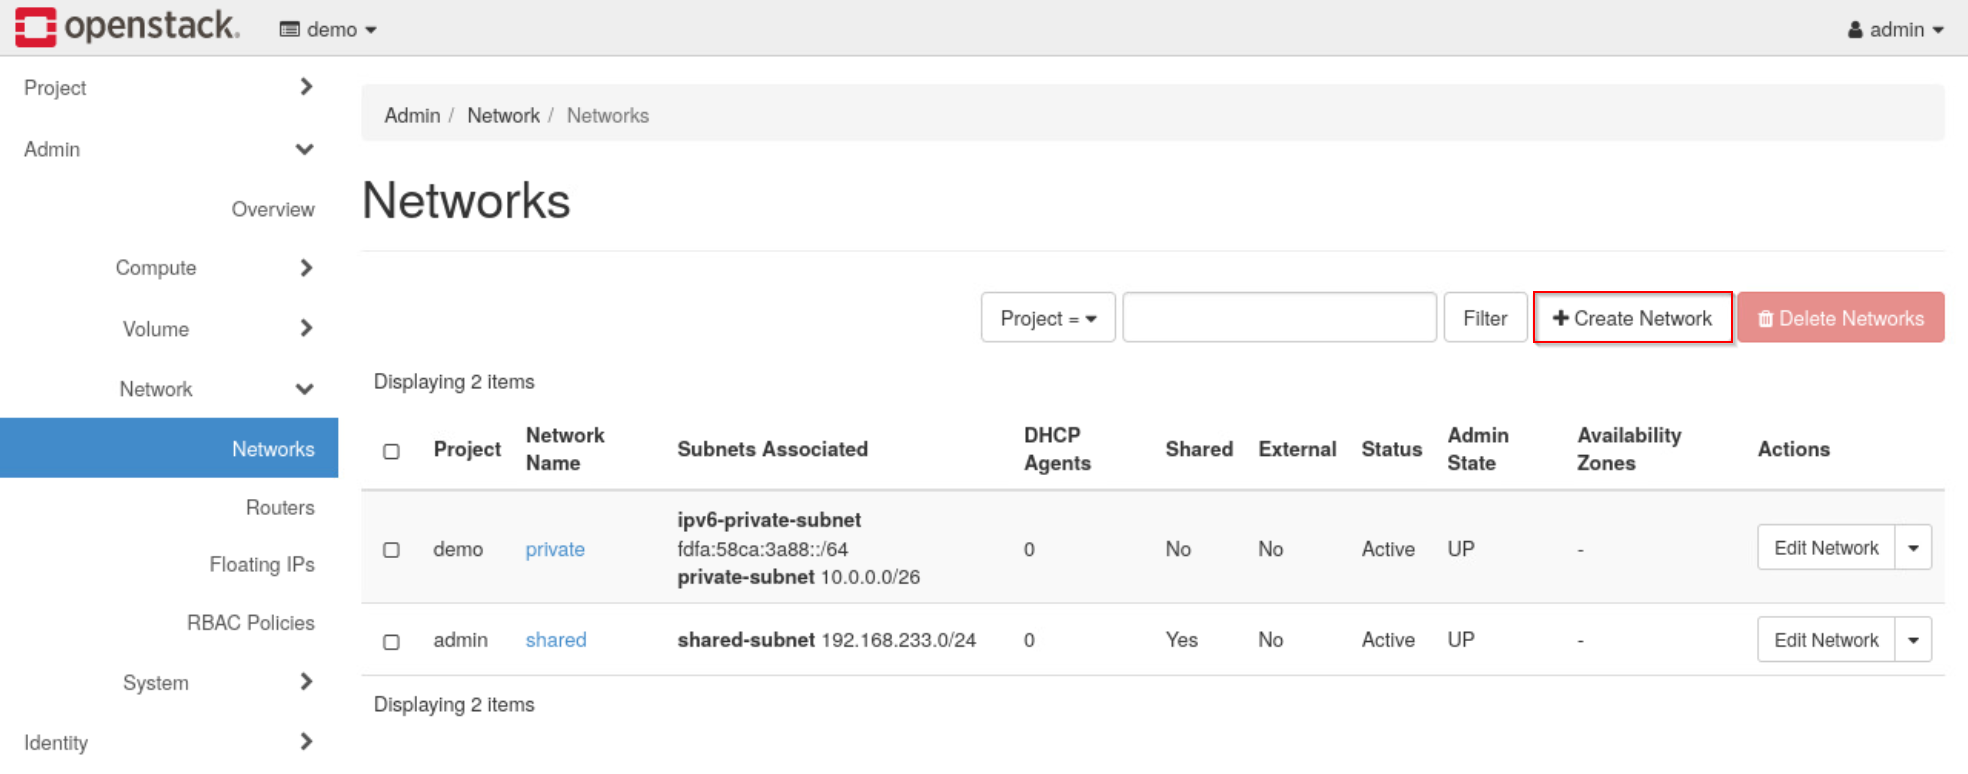 openstack.
demo
admin
Project
Admin
Overview
Compute
Volume
Network
Networks
Routers
Floating IPs
RBAC Policies
System
Identity
Admin / Network / Networks
Networks
Project =
Filter
Create Network
Delete Networks
Displaying 2 items
Project
Network Name
Subnets Associated
DHCP Agents
Shared
External
Status
Admin State
Availability Zones
Actions
demo
private
ipv6-private-subnet
fdfa:58ca:3a88::/64
private-subnet 10.0.0.0/26
0
No
No
Active
UP
-
Edit Network
admin
shared
shared-subnet 192.168.233.0/24
0
Yes
No
Active
UP
-
Edit Network
Displaying 2 items